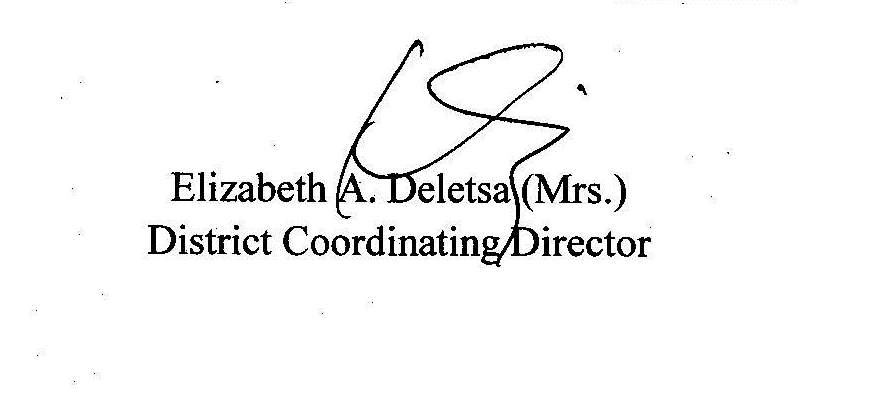 Elizabeth A. Deletsa (Mrs.)
District Coordinating Director